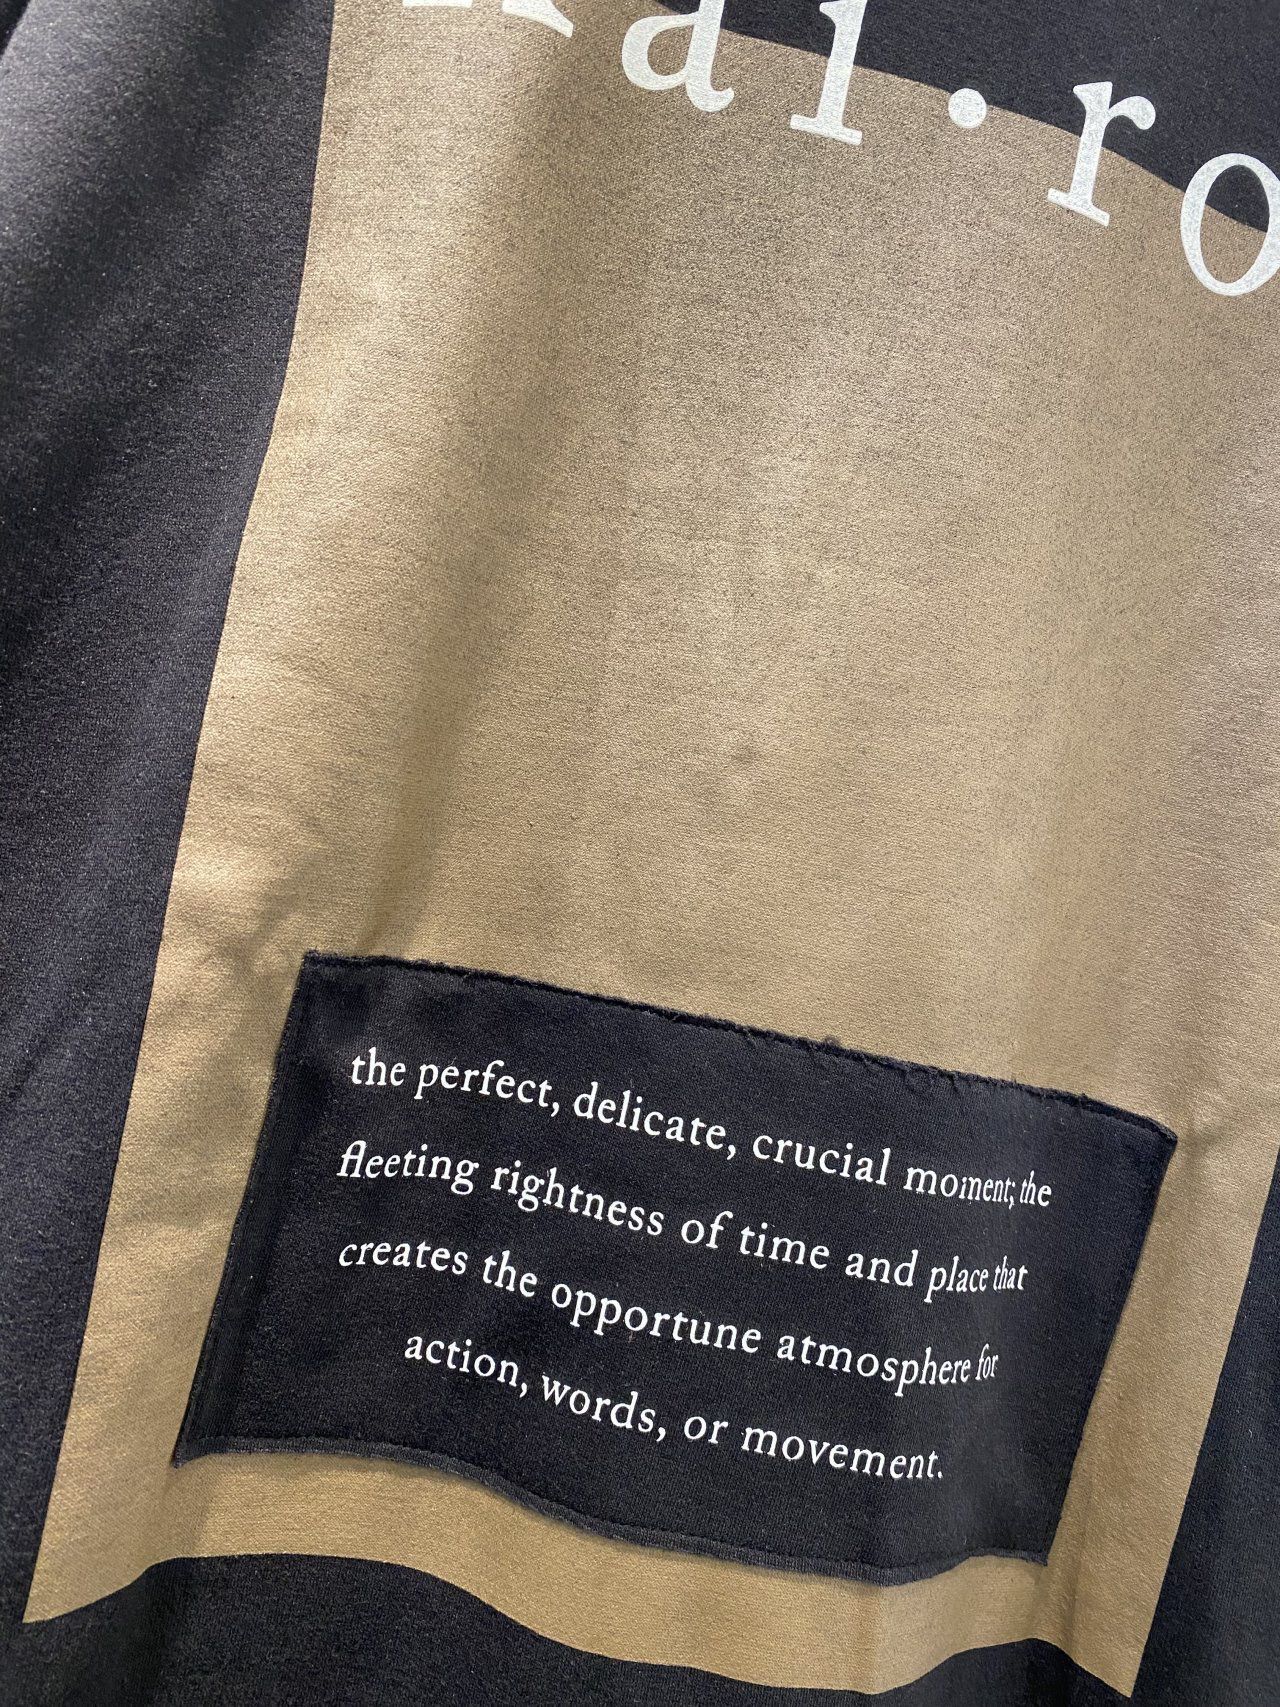 kai·ro
the perfect, delicate, crucial moment; the
fleeting rightness of time and place that
creates the opportune atmosphere for
action, words, or movement.